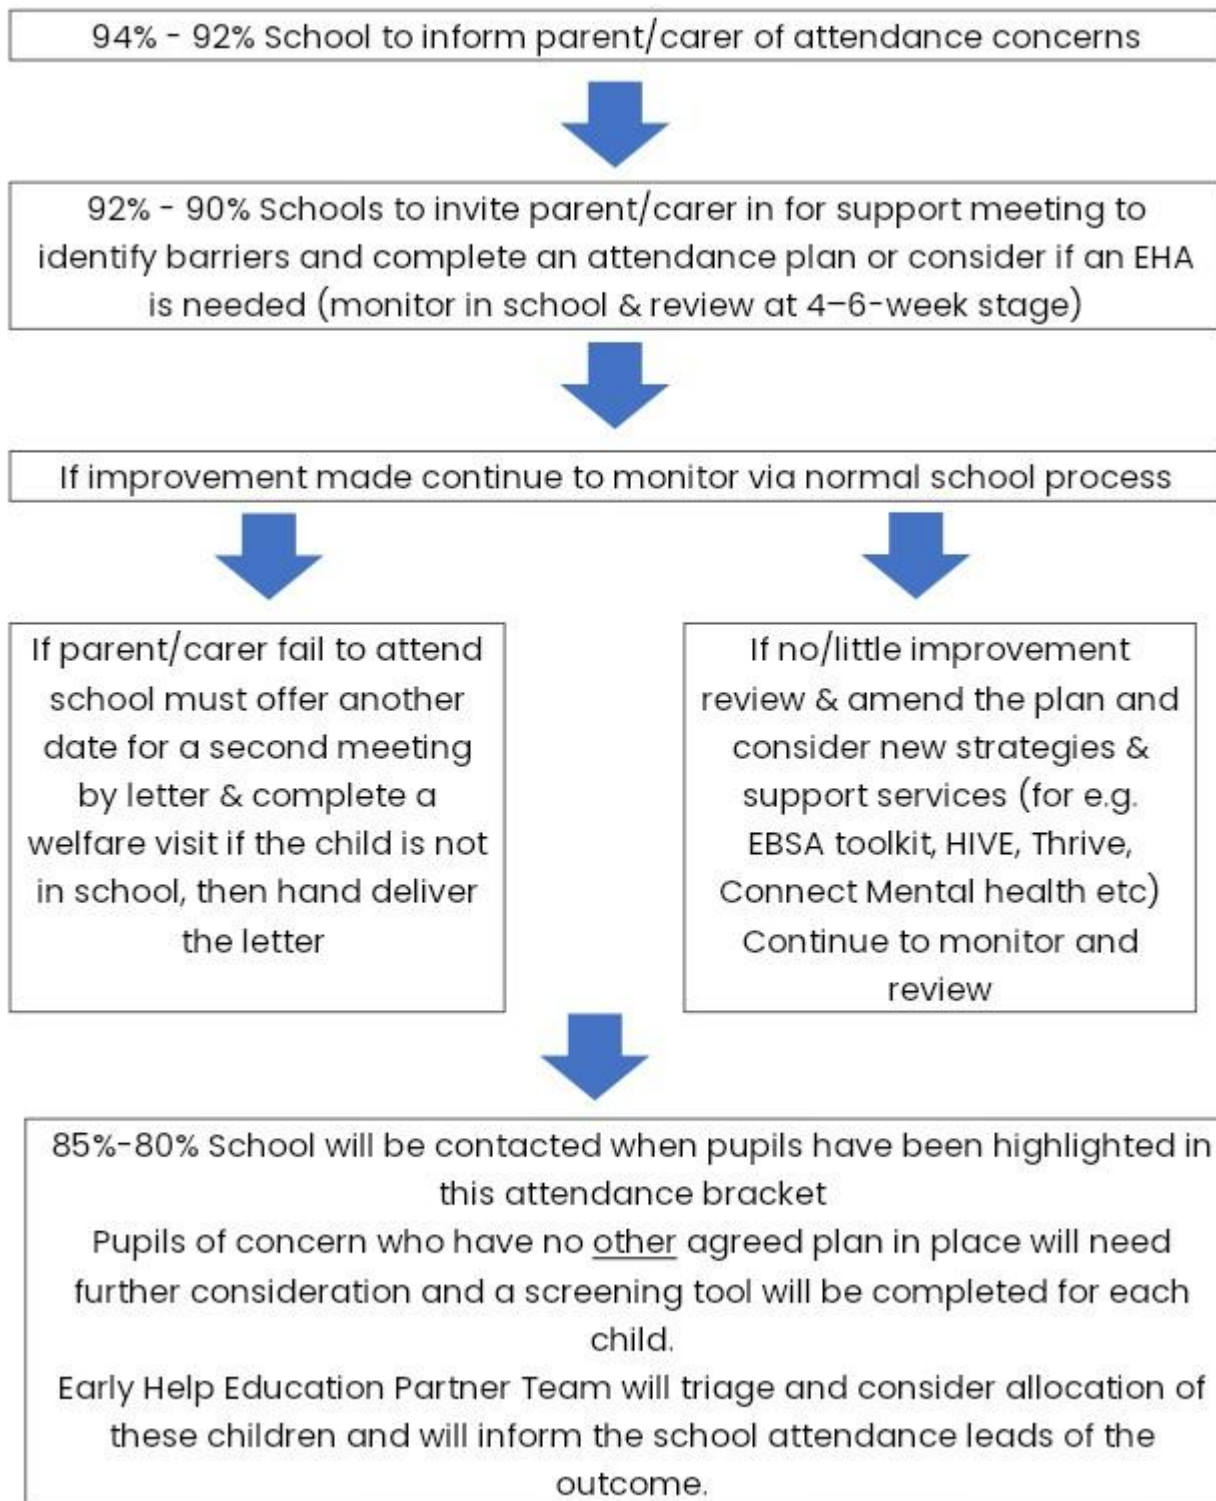 94% - 92% School to inform parent/carer of attendance concerns
92% - 90% Schools to invite parent/carer in for support meeting to
identify barriers and complete an attendance plan or consider if an EHA
is needed (monitor in school & review at 4–6-week stage)
If improvement made continue to monitor via normal school process
If parent/carer fail to attend
school must offer another
date for a second meeting
by letter & complete a
welfare visit if the child is not
in school, then hand deliver
the letter
If no/little improvement
review & amend the plan and
consider new strategies &
support services (for e.g.
EBSA toolkit, HIVE, Thrive,
Connect Mental health etc)
Continue to monitor and
review
85%-80% School will be contacted when pupils have been highlighted in
this attendance bracket
Pupils of concern who have no other agreed plan in place will need
further consideration and a screening tool will be completed for each
child.
Early Help Education Partner Team will triage and consider allocation of
these children and will inform the school attendance leads of the
outcome.